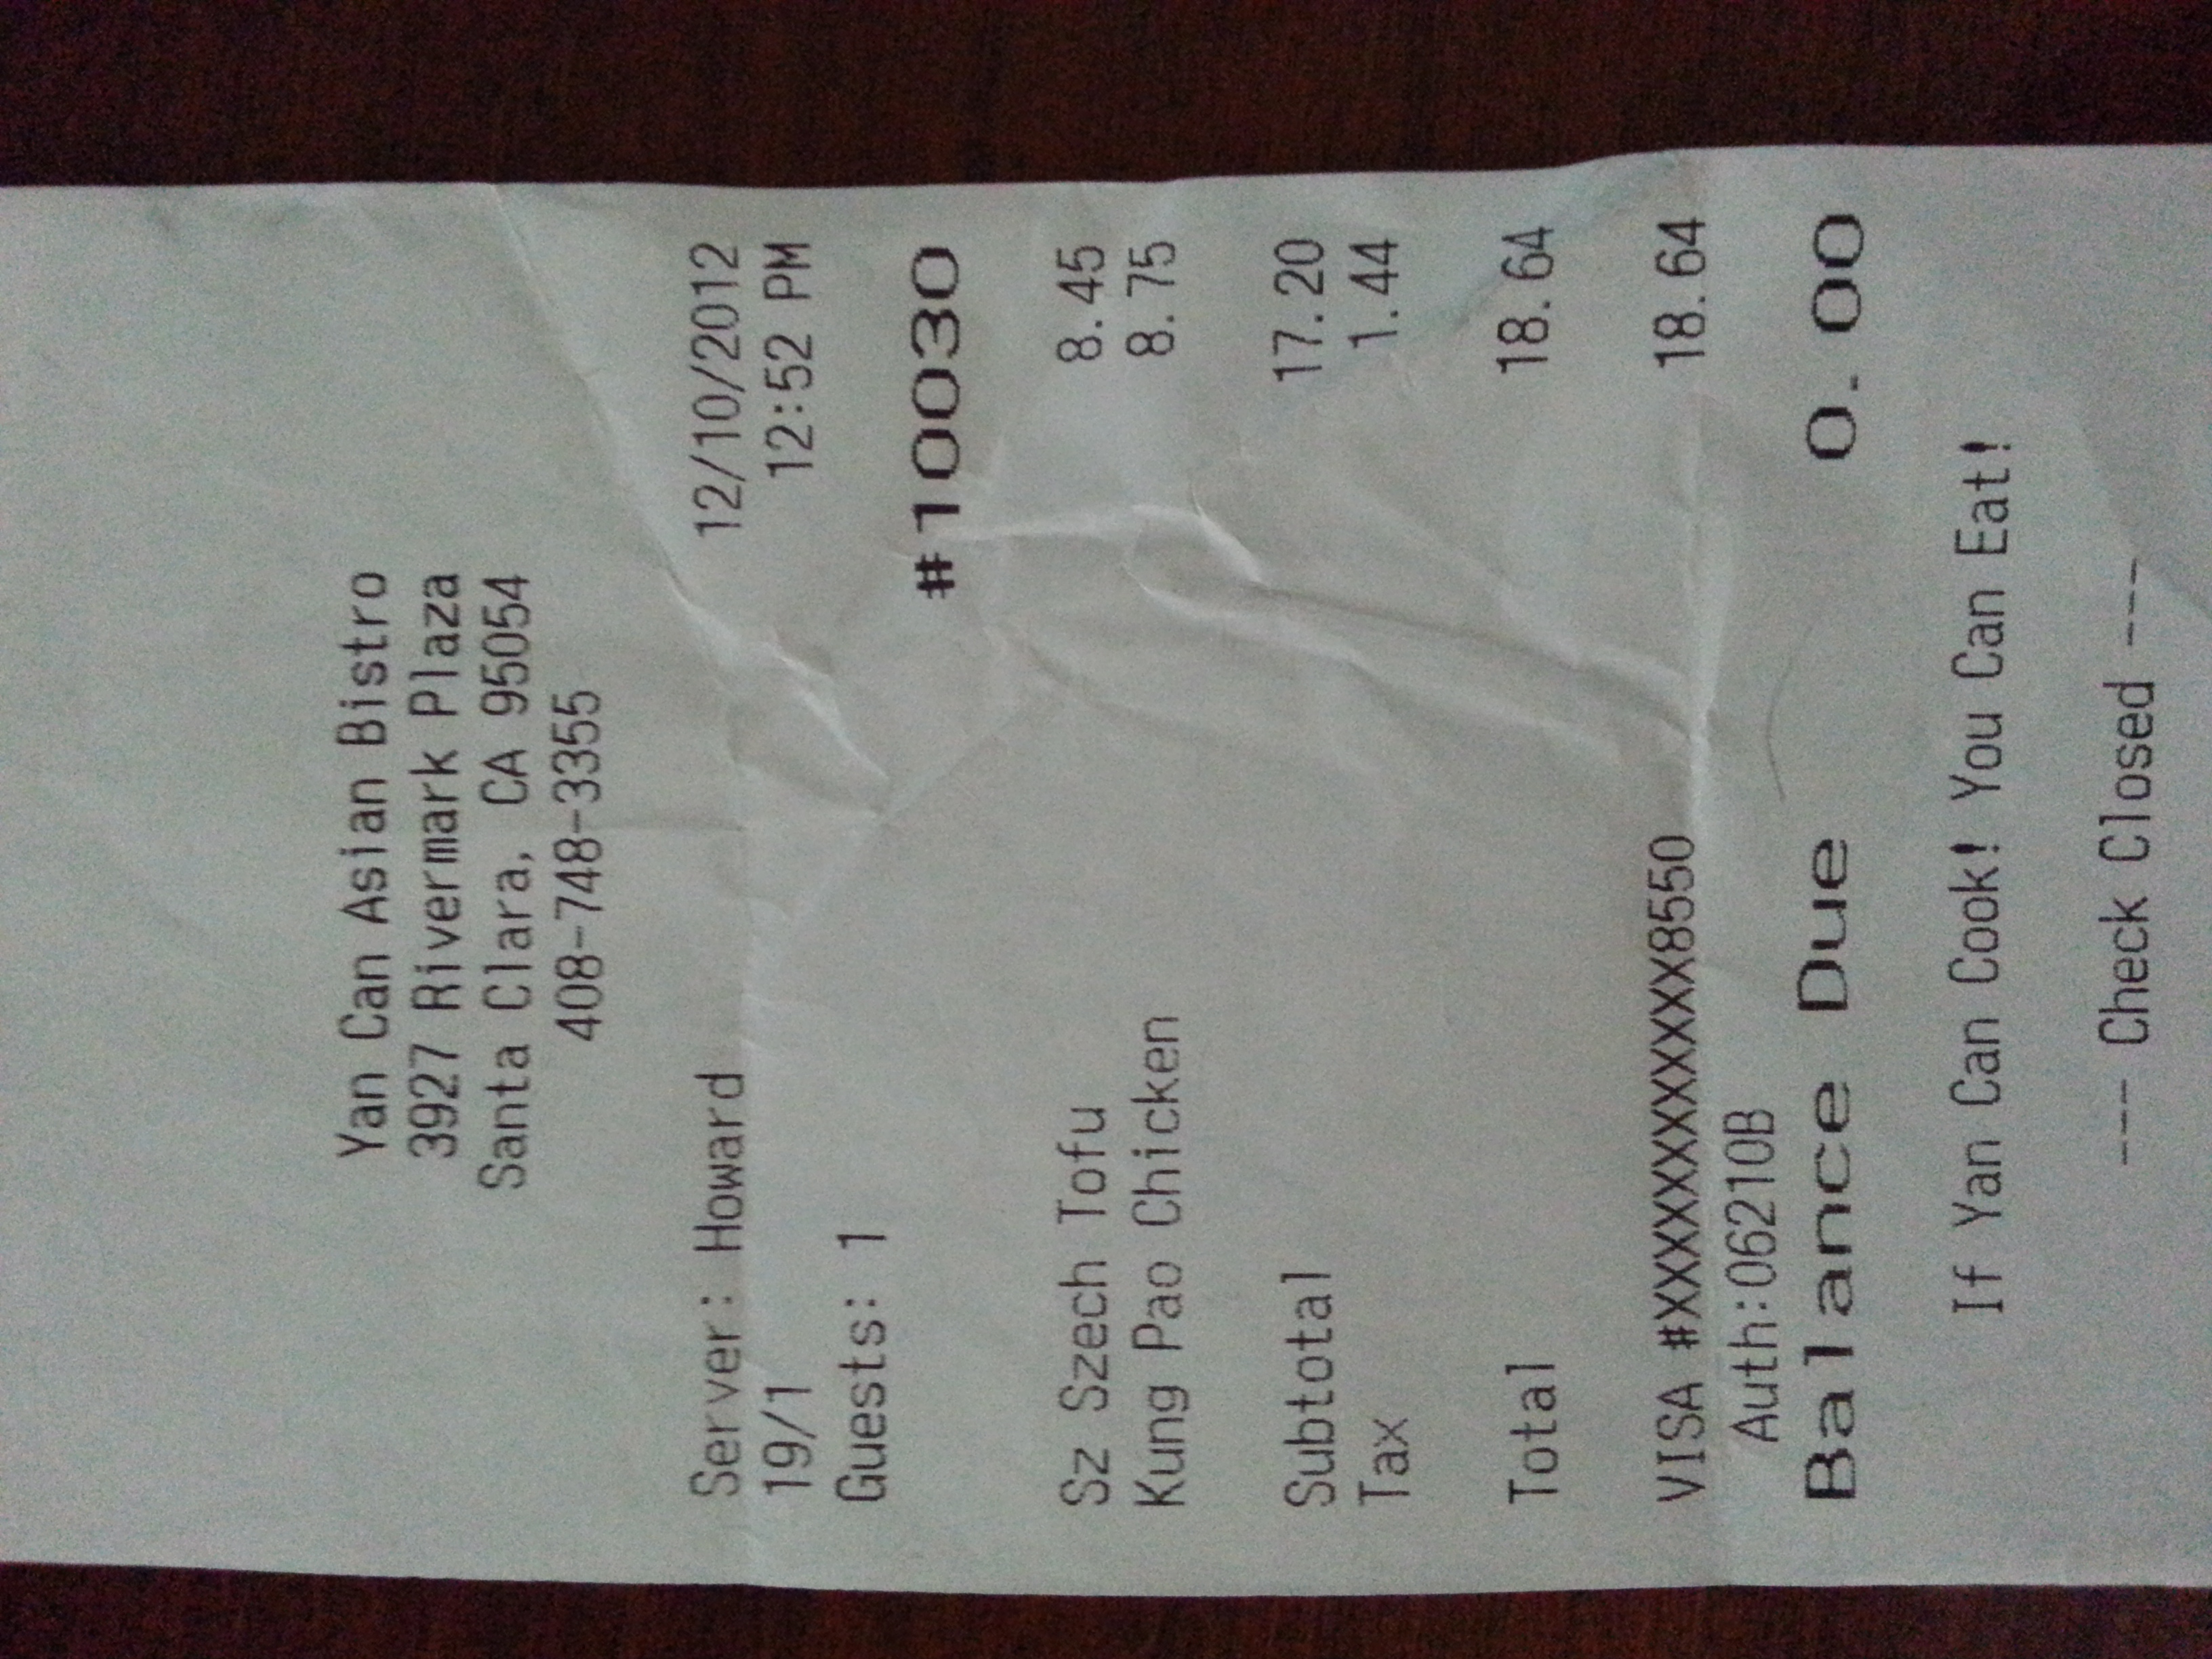 Yan Can Asian Bistro
3927 Rivermark Plaza
Santa Clara, CA 95054
408-748-3355
Server: Howard 12/10/2012
19/1 12:52 PM
Guests: 1
#10030
Sz Szech Tofu 8.45
Kung Pao Chicken 8.75
Subtotal 17.20
Tax 1.44
Total 18.64
VISA #XXXXXXXXXXXX8550 18.64
Auth:06210B
Balance Due 0.00
If Yan Can Cook! You Can Eat!
--- Check Closed ---